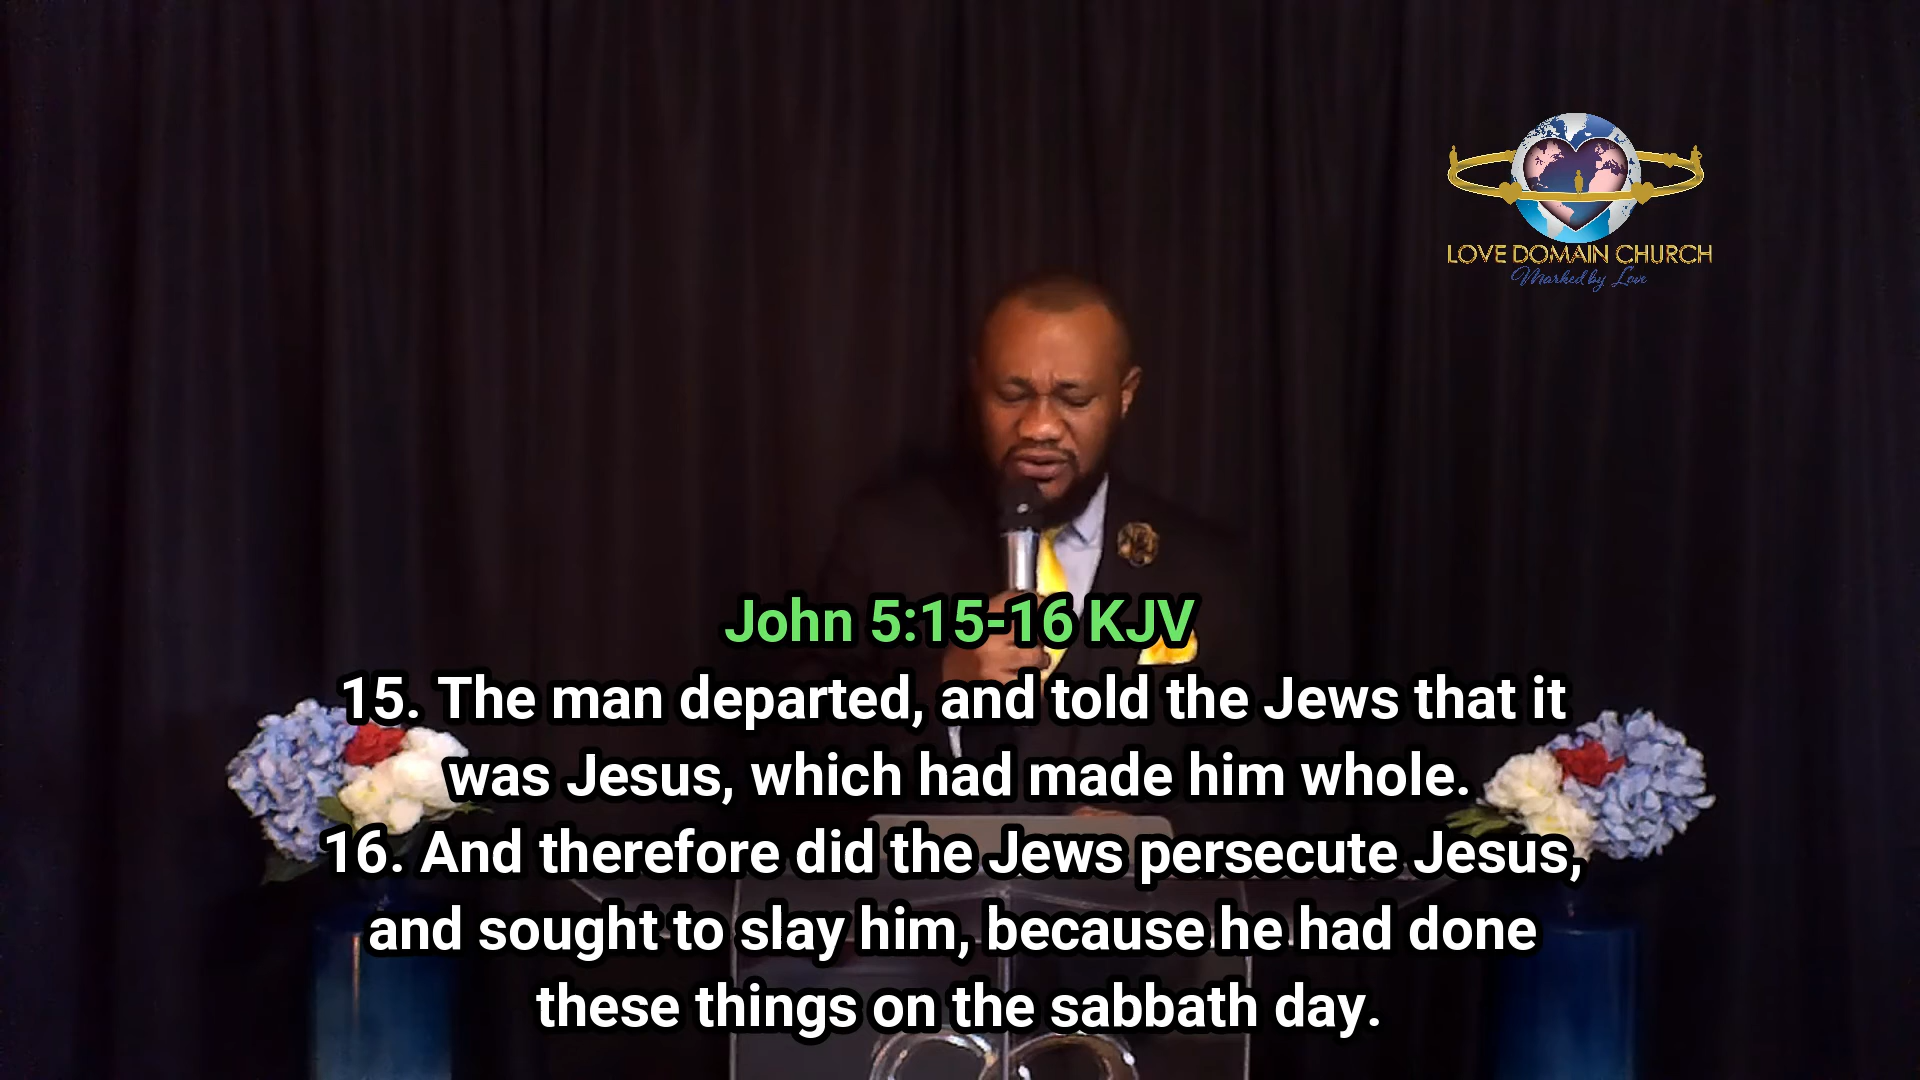 LOVE DOMAIN CHURCH
Marked by Love
John 5:15-16 KJV
15. The man departed, and told the Jews that it
was Jesus, which had made him whole.
16. And therefore did the Jews persecute Jesus,
and sought to slay him, because he had done
these things on the sabbath day.